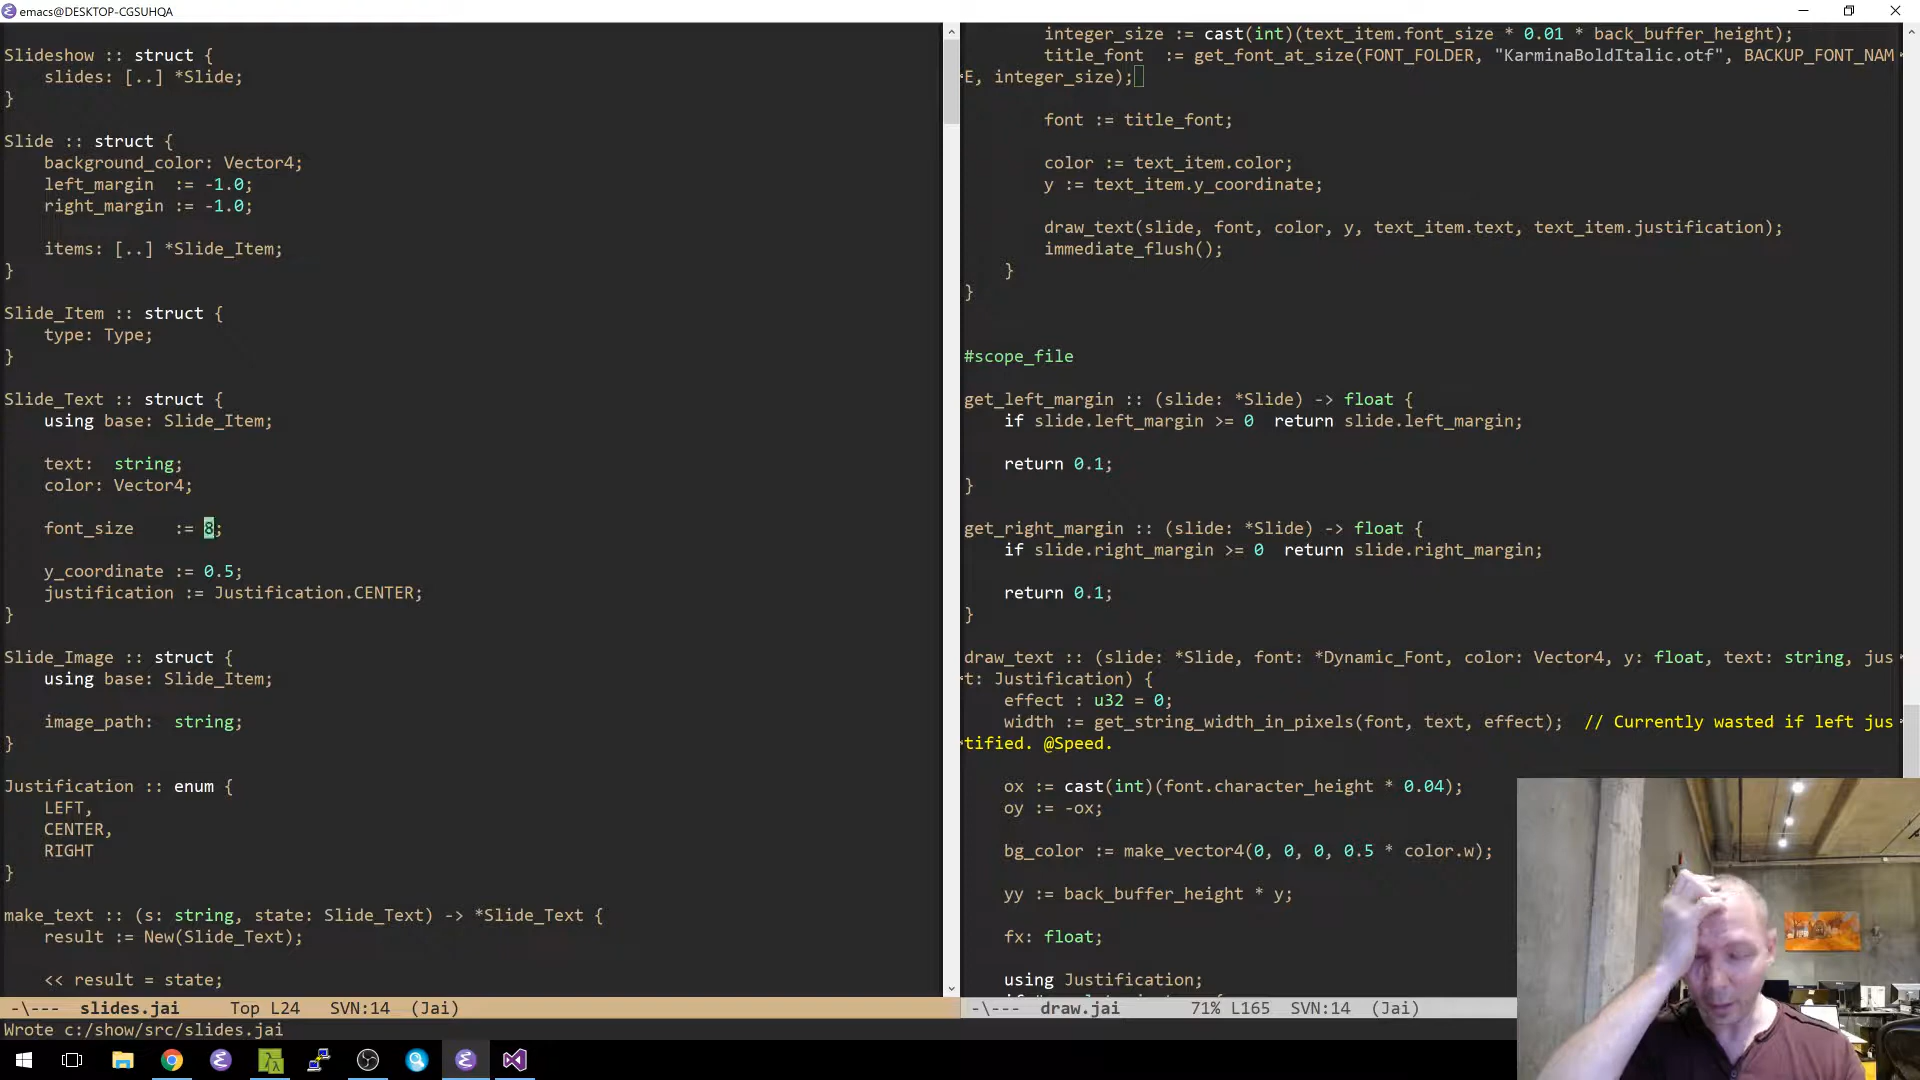 emacs@DESKTOP-CGSUHQA
Slideshow :: struct {
    slides: [..] *Slide;
}
Slide :: struct {
    background_color: Vector4;
    left_margin  := -1.0;
    right_margin := -1.0;
    items: [..] *Slide_Item;
}
Slide_Item :: struct {
    type: Type;
}
Slide_Text :: struct {
    using base: Slide_Item;
    text:  string;
    color: Vector4;
    font_size    := 8;
    y_coordinate := 0.5;
    justification := Justification.CENTER;
}
Slide_Image :: struct {
    using base: Slide_Item;
    image_path:  string;
}
Justification :: enum {
    LEFT,
    CENTER,
    RIGHT
}
make_text :: (s: string, state: Slide_Text) -> *Slide_Text {
    result := New(Slide_Text);
    << result = state;
-\---  slides.jai     Top L24    SVN:14  (Jai)
Wrote c:/show/src/slides.jai
        integer_size := cast(int)(text_item.font_size * 0.01 * back_buffer_height);
        title_font  := get_font_at_size(FONT_FOLDER, "KarminaBoldItalic.otf", BACKUP_FONT_NAM
E, integer_size);
        font := title_font;
        color := text_item.color;
        y := text_item.y_coordinate;
        draw_text(slide, font, color, y, text_item.text, text_item.justification);
        immediate_flush();
    }
}
#scope_file
get_left_margin :: (slide: *Slide) -> float {
    if slide.left_margin >= 0  return slide.left_margin;
    return 0.1;
}
get_right_margin :: (slide: *Slide) -> float {
    if slide.right_margin >= 0  return slide.right_margin;
    return 0.1;
}
draw_text :: (slide: *Slide, font: *Dynamic_Font, color: Vector4, y: float, text: string, jus
t: Justification) {
    effect : u32 = 0;
    width := get_string_width_in_pixels(font, text, effect);  // Currently wasted if left jus
tified. @Speed.
    ox := cast(int)(font.character_height * 0.04);
    oy := -ox;
    bg_color := make_vector4(0, 0, 0, 0.5 * color.w);
    yy := back_buffer_height * y;
    fx: float;
    using Justification;
-\---  draw.jai       71% L165   SVN:14  (Jai)